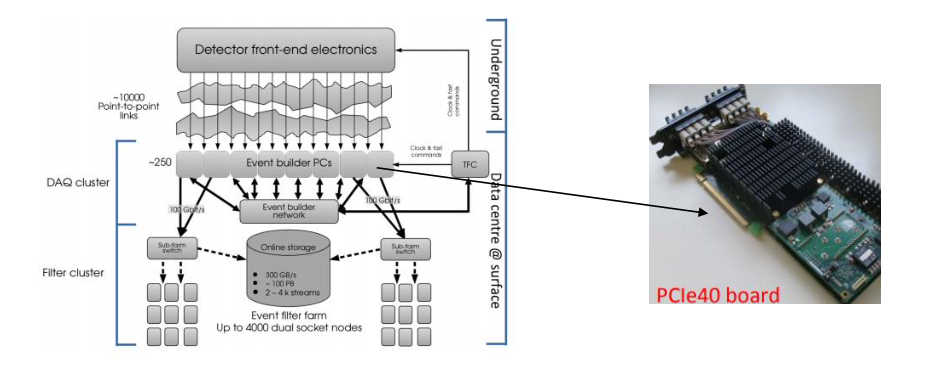 Detector front-end electronics
Underground
~10000
Point-to-point
links
Clock & fast
commands
Clock & fast
commands
DAQ cluster
~250
Event builder PCs
TFC
100 Gbit/s
Event builder
network
100 Gbit/s
Data centre @ surface
Filter cluster
Sub-farm
switch
Online storage
300 GB/s
~ 100 PB
2 – 4 k streams
Sub-farm
switch
Event filter farm
Up to 4000 dual socket nodes
PCIe40 board